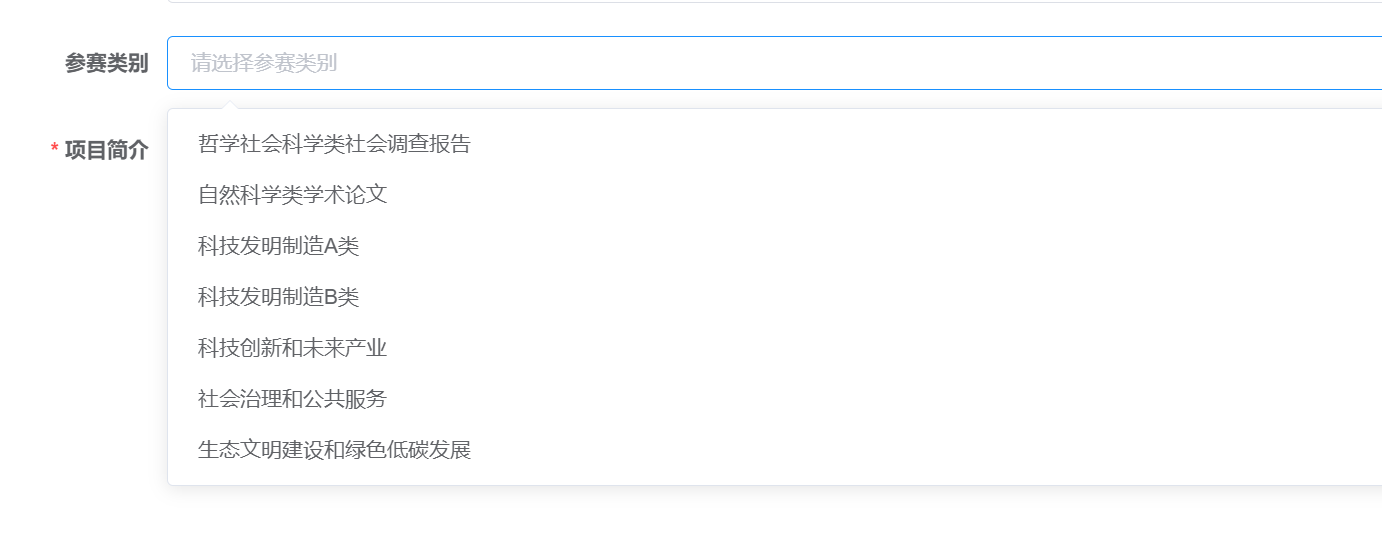 参赛类别 请选择参赛类别
* 项目简介
哲学社会科学类社会调查报告
自然科学类学术论文
科技发明制造A类
科技发明制造B类
科技创新和未来产业
社会治理和公共服务
生态文明建设和绿色低碳发展